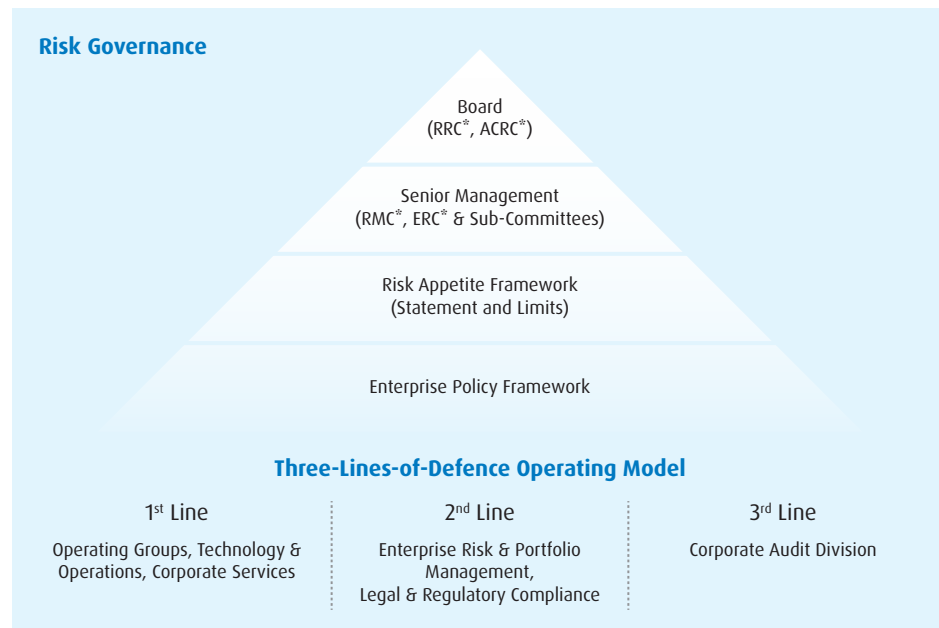 Risk Governance
Board
(RRC*, ACRC*)
Senior Management
(RMC*, ERC* & Sub-Committees)
Risk Appetite Framework
(Statement and Limits)
Enterprise Policy Framework
Three-Lines-of-Defence Operating Model
1st Line
Operating Groups, Technology &
Operations, Corporate Services
2nd Line
Enterprise Risk & Portfolio
Management,
Legal & Regulatory Compliance
3rd Line
Corporate Audit Division